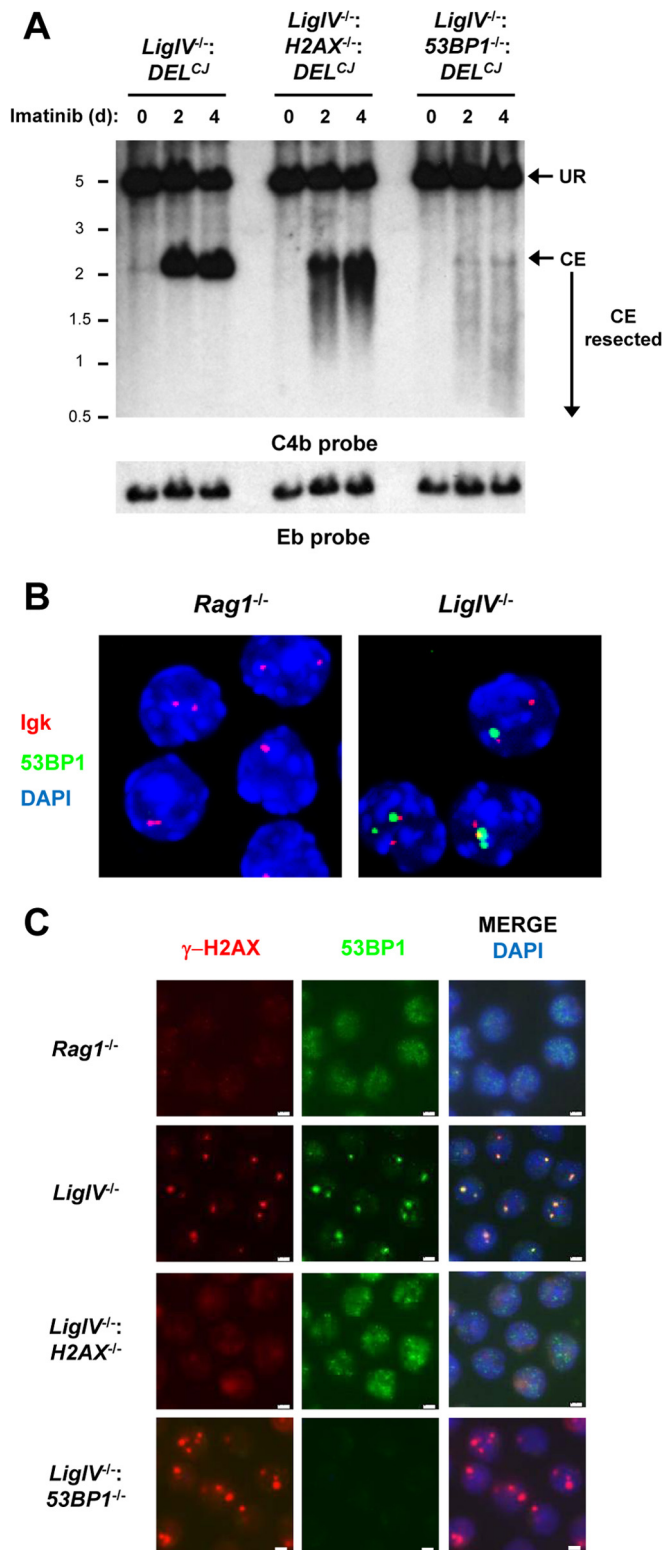 A
LigIV-/-:
DELCJ
LigIV-/-:
H2AX-/-:
DELCJ
LigIV-/-:
53BP1-/-:
DELCJ
Imatinib (d): 0 2 4 0 2 4 0 2 4
5
3
2
1.5
1
0.5
UR
CE
CE
resected
C4b probe
Eb probe
B
Rag1-/-
LigIV-/-
Igk
53BP1
DAPI
C
γ–H2AX
53BP1
MERGE
DAPI
Rag1-/-
LigIV-/-
LigIV-/-:
H2AX-/-
LigIV-/-:
53BP1-/-